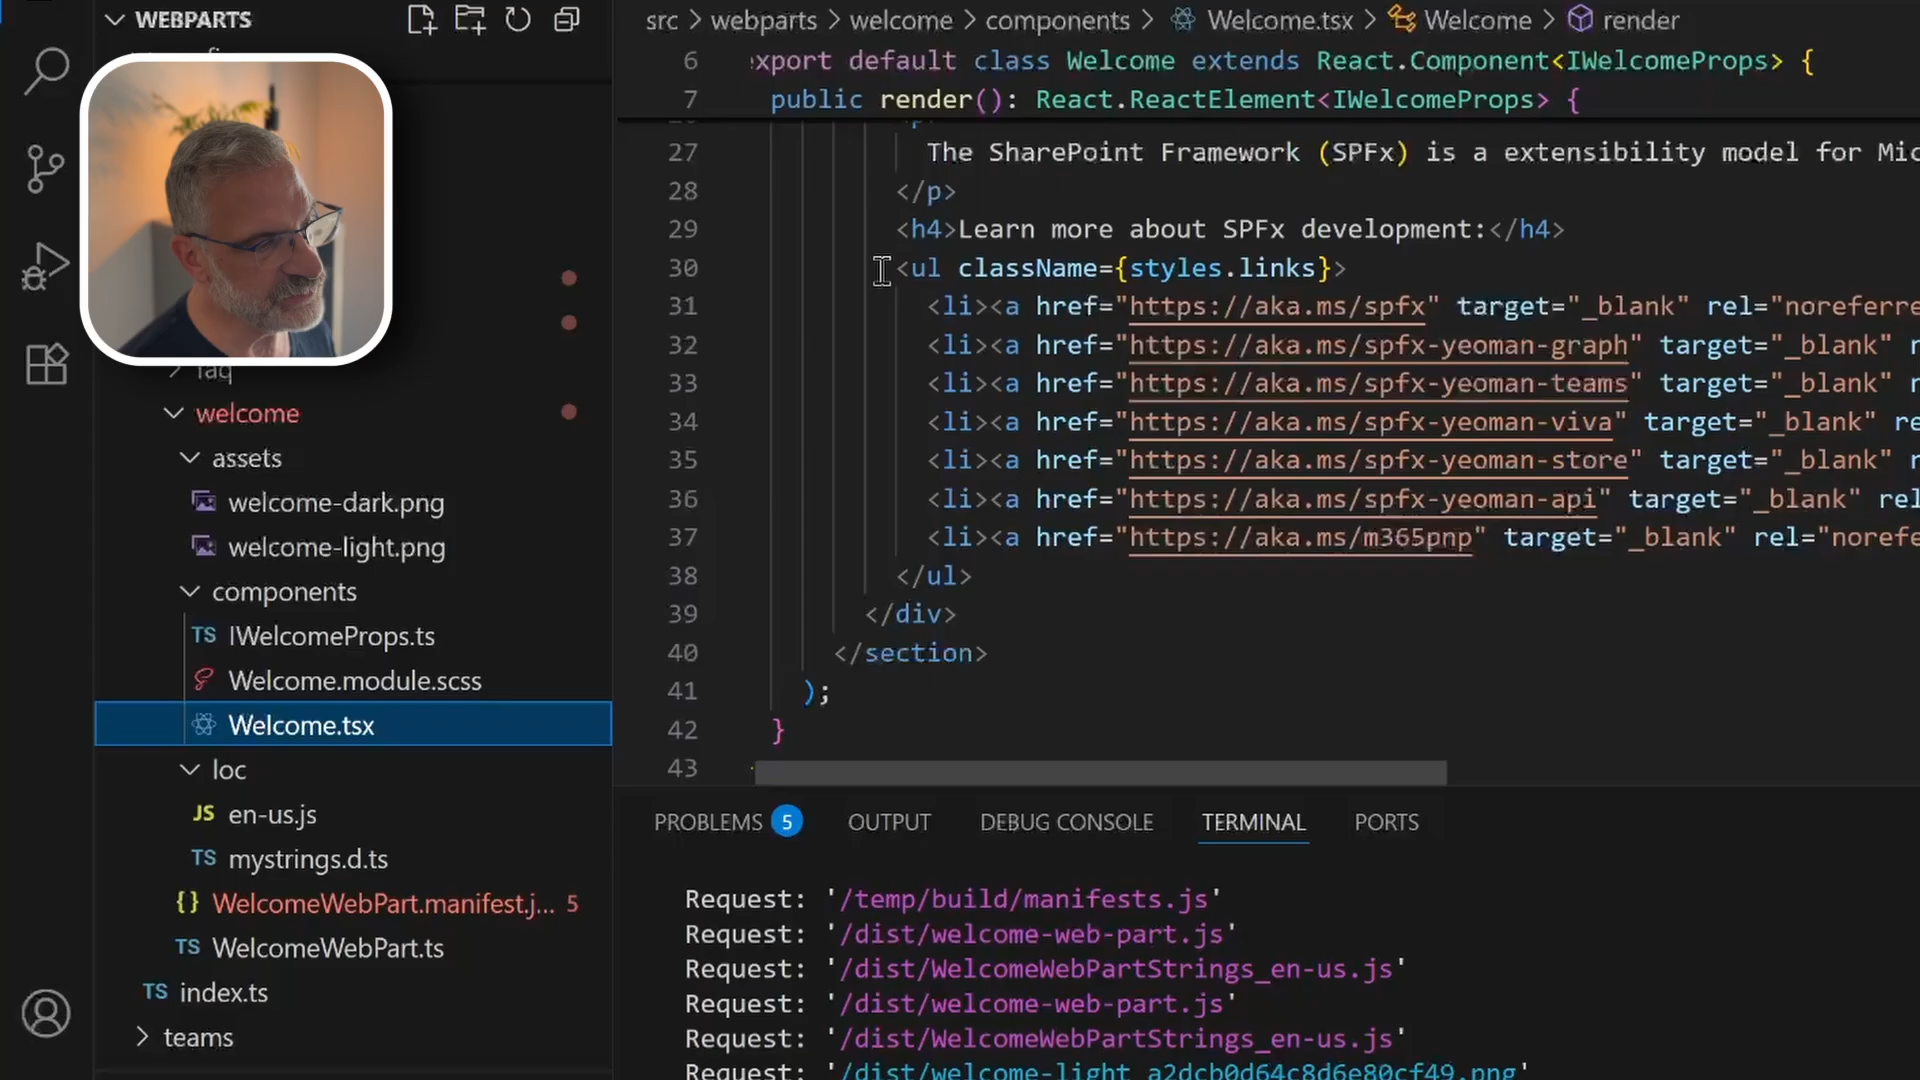 WEBPARTS
faq
welcome
assets
welcome-dark.png
welcome-light.png
components
TS IWelcomeProps.ts
Welcome.module.scss
Welcome.tsx
loc
JS en-us.js
TS mystrings.d.ts
{} WelcomeWebPart.manifest.j... 5
TS WelcomeWebPart.ts
TS index.ts
teams
src > webparts > welcome > components > Welcome.tsx > Welcome > render
6 xport default class Welcome extends React.Component<IWelcomeProps> {
7 public render(): React.ReactElement<IWelcomeProps> {
27 The SharePoint Framework (SPFx) is a extensibility model for Mic
28 </p>
29 <h4>Learn more about SPFx development:</h4>
30 <ul className={styles.links}>
31 <li><a href="https://aka.ms/spfx" target="_blank" rel="noreferre
32 <li><a href="https://aka.ms/spfx-yeoman-graph" target="_blank" r
33 <li><a href="https://aka.ms/spfx-yeoman-teams" target="_blank" r
34 <li><a href="https://aka.ms/spfx-yeoman-viva" target="_blank" re
35 <li><a href="https://aka.ms/spfx-yeoman-store" target="_blank" r
36 <li><a href="https://aka.ms/spfx-yeoman-api" target="_blank" rel
37 <li><a href="https://aka.ms/m365pnp" target="_blank" rel="norefe
38 </ul>
39 </div>
40 </section>
41 );
42 }
43
PROBLEMS 5 OUTPUT DEBUG CONSOLE TERMINAL PORTS
Request: '/temp/build/manifests.js'
Request: '/dist/welcome-web-part.js'
Request: '/dist/WelcomeWebPartStrings_en-us.js'
Request: '/dist/welcome-web-part.js'
Request: '/dist/WelcomeWebPartStrings_en-us.js'
Request: '/dist/welcome-light_a2dcb0d64c8d6e80cf49.png'